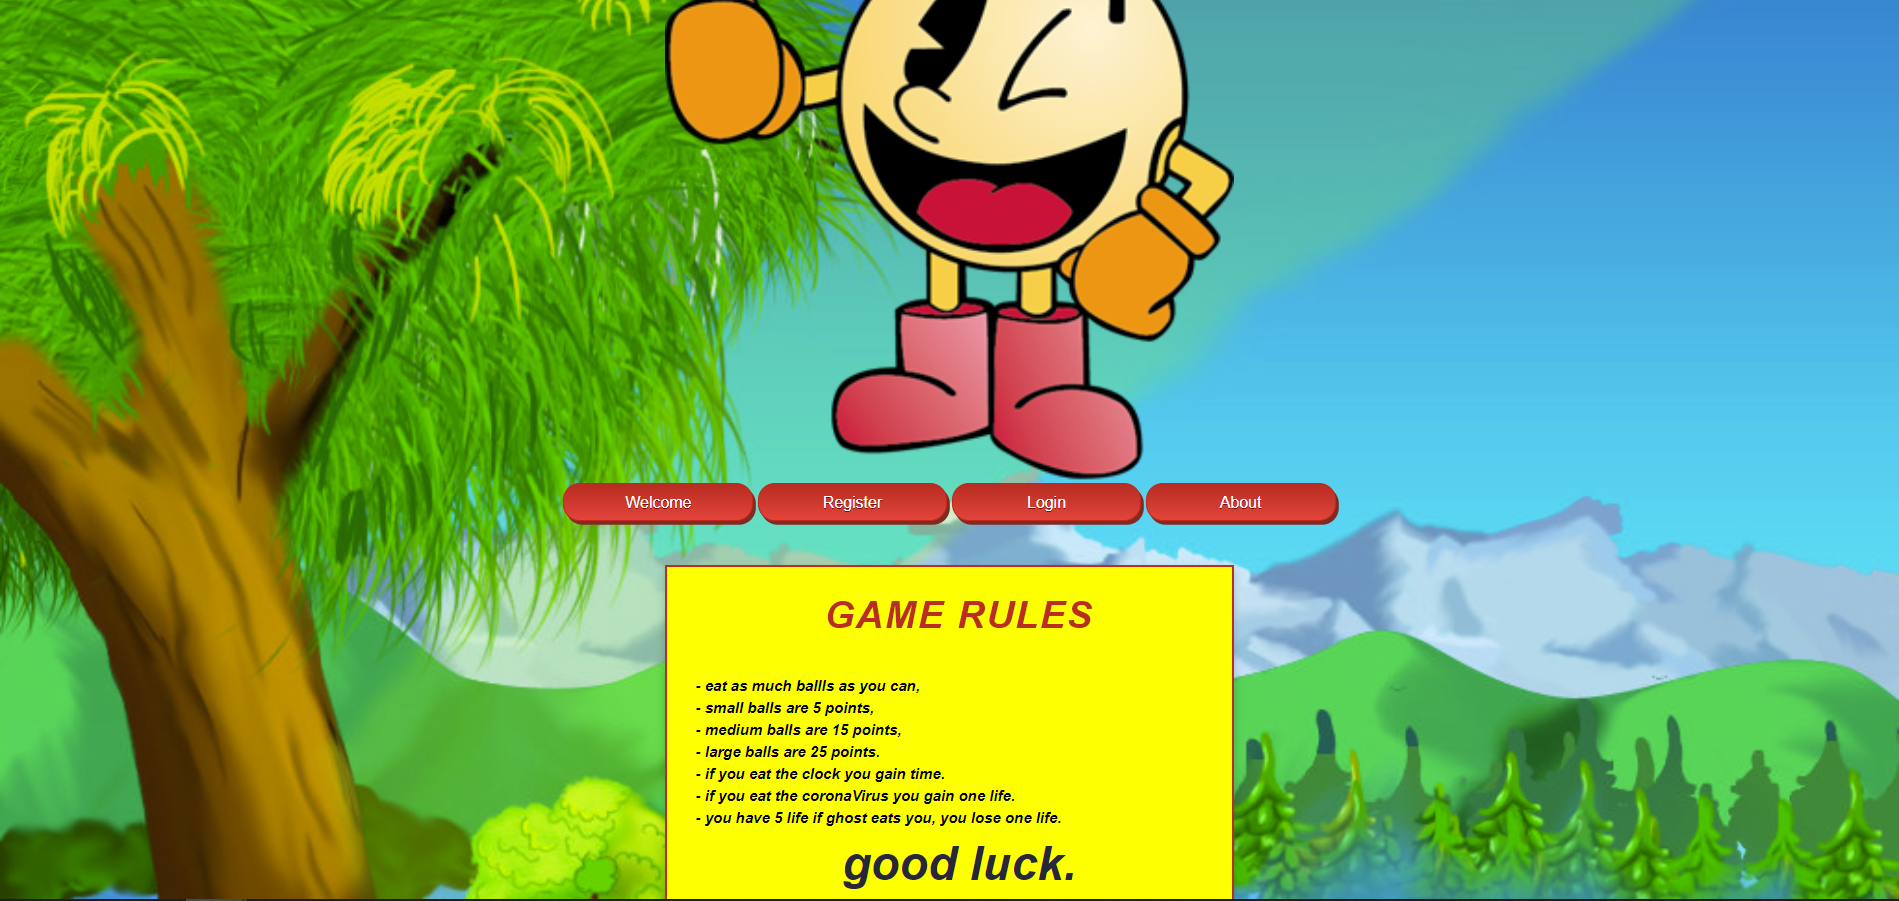 Welcome
Register
Login
About
GAME RULES
- eat as much ballls as you can,
- small balls are 5 points,
- medium balls are 15 points,
- large balls are 25 points.
- if you eat the clock you gain time.
- if you eat the coronaVirus you gain one life.
- you have 5 life if ghost eats you, you lose one life.
good luck.